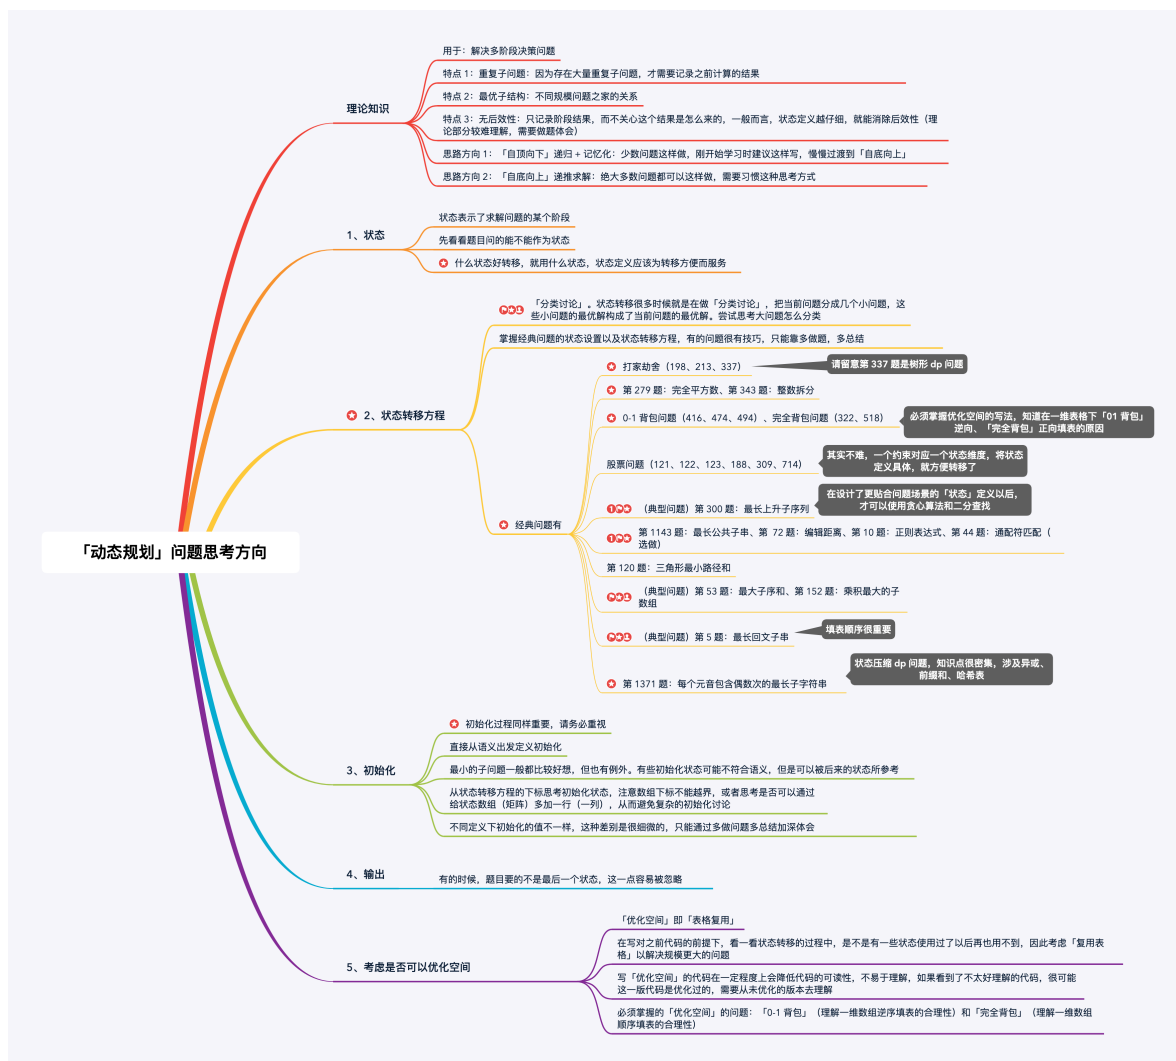 「动态规划」问题思考方向
理论知识
用于：解决多阶段决策问题
特点 1：重复子问题：因为存在大量重复子问题，才需要记录之前计算的结果
特点 2：最优子结构：不同规模问题之家的关系
特点 3：无后效性：只记录阶段结果，而不关心这个结果是怎么来的，一般而言，状态定义越仔细，就能消除后效性（理
论部分较难理解，需要做题体会）
思路方向 1：「自顶向下」递归 + 记忆化：少数问题这样做，刚开始学习时建议这样写，慢慢过渡到「自底向上」
思路方向 2：「自底向上」递推求解：绝大多数问题都可以这样做，需要习惯这种思考方式
1、状态
状态表示了求解问题的某个阶段
先看看题目问的能不能作为状态
什么状态好转移，就用什么状态，状态定义应该为转移方便而服务
2、状态转移方程
「分类讨论」。状态转移很多时候就是在做「分类讨论」，把当前问题分成几个小问题，这
些小问题的最优解构成了当前问题的最优解。尝试思考大问题怎么分类
掌握经典问题的状态设置以及状态转移方程，有的问题很有技巧，只能靠多做题，多总结
经典问题有
打家劫舍（198、213、337）
请留意第 337 题是树形 dp 问题
第 279 题：完全平方数、第 343 题：整数拆分
0-1 背包问题（416、474、494）、完全背包问题（322、518）
必须掌握优化空间的写法，知道在一维表格下「01 背包」
逆向、「完全背包」正向填表的原因
股票问题（121、122、123、188、309、714）
其实不难，一个约束对应一个状态维度，将状态
定义具体，就方便转移了
（典型问题）第 300 题：最长上升子序列
在设计了更贴合问题场景的「状态」定义以后，
才可以使用贪心算法和二分查找
第 1143 题：最长公共子串、第 72 题：编辑距离、第 10 题：正则表达式、第 44 题：通配符匹配（
选做）
第 120 题：三角形最小路径和
（典型问题）第 53 题：最大子序和、第 152 题：乘积最大的子
数组
（典型问题）第 5 题：最长回文子串
填表顺序很重要
第 1371 题：每个元音包含偶数次的最长子字符串
状态压缩 dp 问题，知识点很密集，涉及异或、
前缀和、哈希表
3、初始化
初始化过程同样重要，请务必重视
直接从语义出发定义初始化
最小的子问题一般都比较好想，但也有例外。有些初始化状态可能不符合语义，但是可以被后来的状态所参考
从状态转移方程的下标思考初始化状态，注意数组下标不能越界，或者思考是否可以通过
给状态数组（矩阵）多加一行（一列），从而避免复杂的初始化讨论
不同定义下初始化的值不一样，这种差别是很细微的，只能通过多做问题多总结加深体会
4、输出
有的时候，题目要的不是最后一个状态，这一点容易被忽略
5、考虑是否可以优化空间
「优化空间」即「表格复用」
在写对之前代码的前提下，看一看状态转移的过程中，是不是有一些状态使用过了以后再也用不到，因此考虑「复用表
格」以解决规模更大的问题
写「优化空间」的代码在一定程度上会降低代码的可读性，不易于理解，如果看到了不太好理解的代码，很可能
这一版代码是优化过的，需要从未优化的版本去理解
必须掌握的「优化空间」的问题：「0-1 背包」（理解一维数组逆序填表的合理性）和「完全背包」（理解一维数组
顺序填表的合理性）